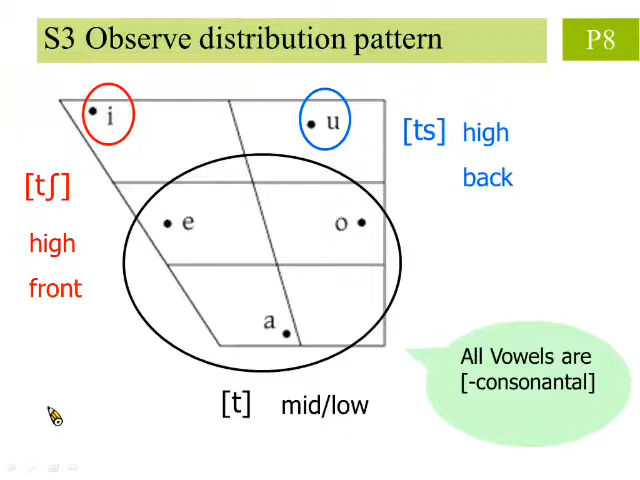 S3 Observe distribution pattern
P8
i
u
[ts] high
back
[tʃ]
high
front
e
o
a
All Vowels are
[-consonantal]
[t] mid/low